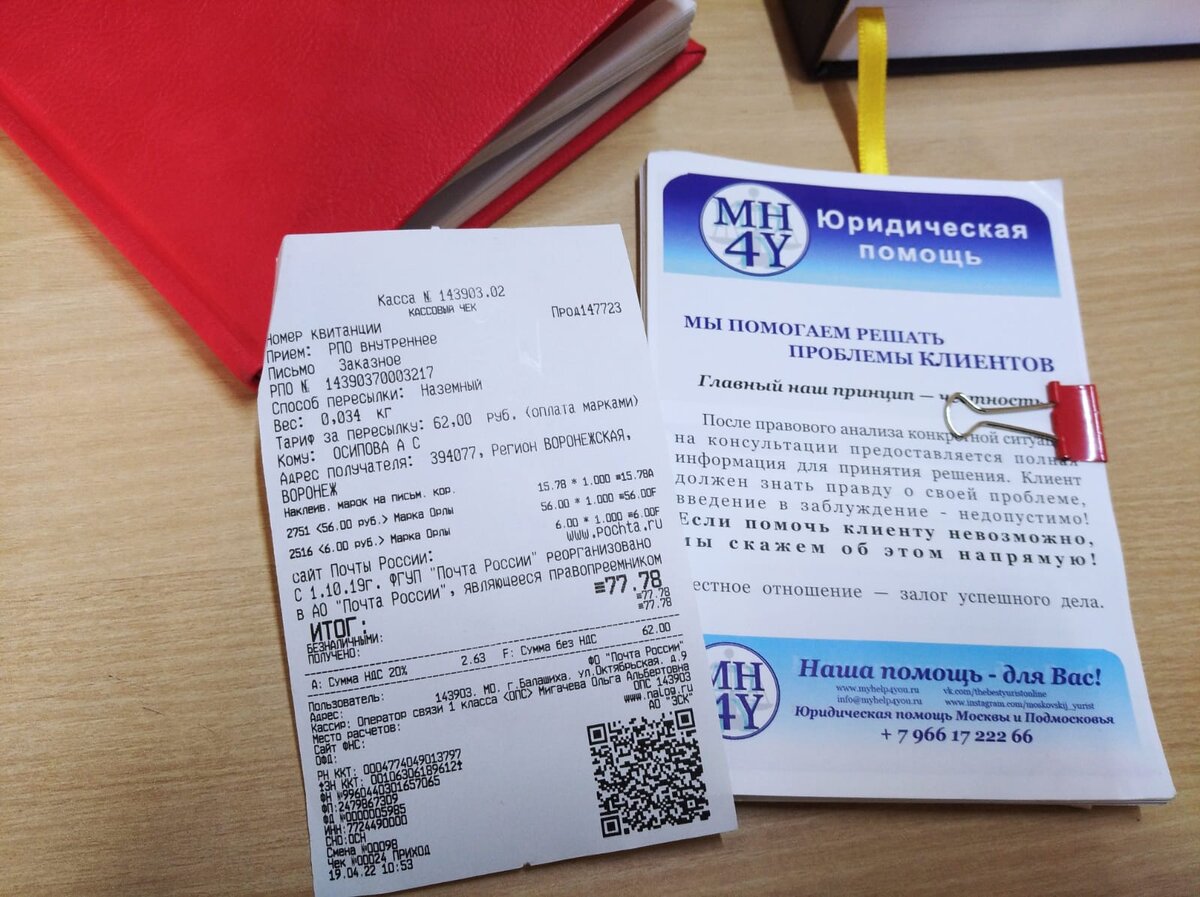 Касса № 143903.02
КАССОВЫЙ ЧЕК
Прод147723
Номер квитанции
Прием: РПО внутреннее
Письмо Заказное
РПО № 14390370003217
Способ пересылки: Наземный
Вес: 0,034 кг
Тариф за пересылку: 62,00 руб. (оплата марками)
Кому: ОСИПОВА А С
Адрес получателя: 394077, Регион ВОРОНЕЖСКАЯ,
ВОРОНЕЖ
Наклеив. марок на письм. кор. 15.78 * 1.000 ≡15.78A
2751 <56.00 руб.> Марка Орлы 56.00 * 1.000 ≡56.00F
2516 <6.00 руб.> Марка Орлы 6.00 * 1.000 ≡6.00F
сайт Почты России: www.pochta.ru
С 1.10.19г. ФГУП "Почта России" реорганизовано
в АО "Почта России", являющееся правопреемником
ИТОГ: ≡77.78
БЕЗНАЛИЧНЫМИ: ≡77.78
ПОЛУЧЕНО: ≡77.78
A: Сумма НДС 20% 2.63 F: Сумма без НДС 62.00
Пользователь: ФО "Почта России"
Адрес: 143903, МО, г.Балашиха, ул.Октябрьская, д.9
Кассир: Оператор связи 1 класса <ОПС> Мигачева Ольга Альбертовна
Место расчетов: ОПС 143903
Сайт ФНС: www.nalog.ru
ОФД: АО "ЭСК"
РН ККТ: 0004774049013797
ЗН ККТ: 00106306189612
ФН №9960440301657065
ФП:2479867309
ФД №0000005985
ИНН:7724490000
СНО:ОСН
Смена №00098
Чек №00024 ПРИХОД
19.04.22 10:53
MH
4Y
Юридическая
помощь
МЫ ПОМОГАЕМ РЕШАТЬ
ПРОБЛЕМЫ КЛИЕНТОВ
Главный наш принцип — честность
После правового анализа конкретной ситуа
на консультации предоставляется полная
информация для принятия решения. Клиент
должен знать правду о своей проблеме,
введение в заблуждение - недопустимо!
Если помочь клиенту невозможно,
мы скажем об этом напрямую!
естное отношение — залог успешного дела.
MH
4Y
Наша помощь - для Вас!
www.myhelp4you.ru vk.com/thebestyuristonline
info@myhelp4you.ru www.instagram.com/moskovskij_yurist
Юридическая помощь Москвы и Подмосковья
+ 7 966 17 222 66